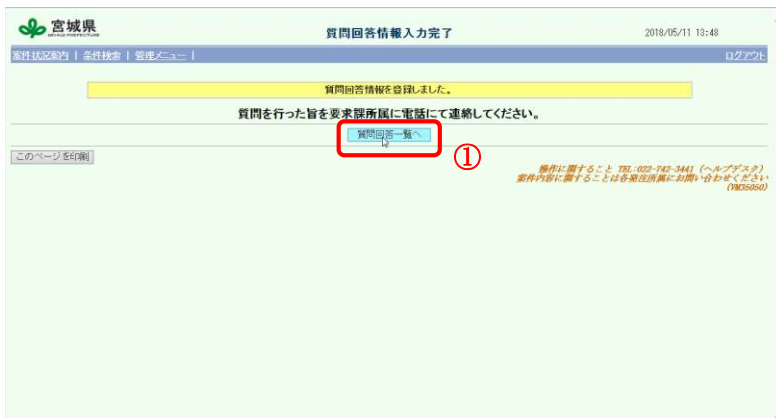 宮城県
MIYAGI PREFECTURE
質問回答情報入力完了
2018/05/11 13:48
案件状況案内 | 条件検索 | 管理メニュー |
ログアウト
質問回答情報を登録しました。
質問を行った旨を要求課所属に電話にて連絡してください。
質問回答一覧へ
①
このページを印刷
操作に関すること TEL:022-742-3441 (ヘルプデスク)
案件内容に関することは各発注所属にお問い合わせください
(VM35050)